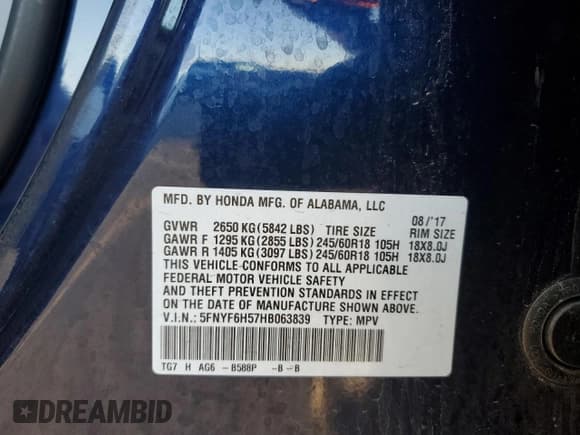 MFD. BY HONDA MFG. OF ALABAMA, LLC 08/'17
GVWR 2650 KG(5842 LBS) TIRE SIZE RIM SIZE
GAWR F 1295 KG(2855 LBS) 245/60R18 105H 18X8.0J
GAWR R 1405 KG(3097 LBS) 245/60R18 105H 18X8.0J
THIS VEHICLE CONFORMS TO ALL APPLICABLE
FEDERAL MOTOR VEHICLE SAFETY
AND THEFT PREVENTION STANDARDS IN EFFECT
ON THE DATE OF MANUFACTURE SHOWN ABOVE.
V.I.N.: 5FNYF6H57HB063839 TYPE: MPV
TG7 H AG6 -B588P -B-B
DREAMBID